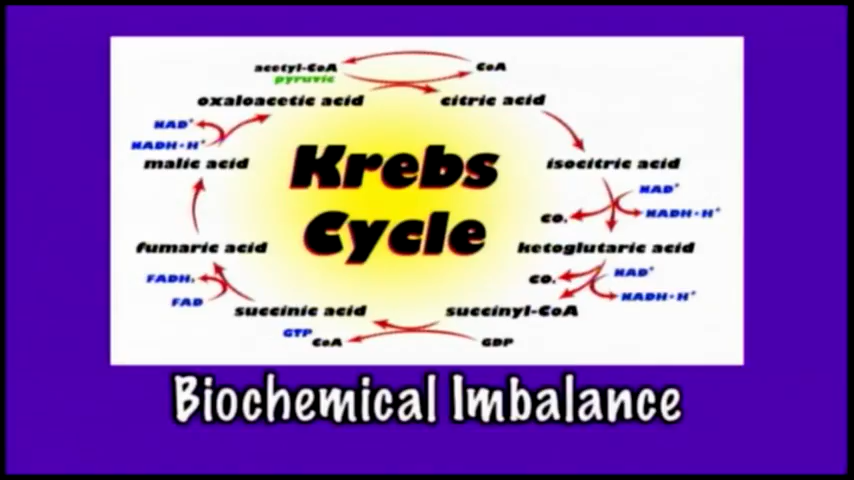 acetyl-CoA
CoA
pyruvic
oxaloacetic acid
citric acid
NAD⁺
NADH+H⁺
malic acid
Krebs
Cycle
isocitric acid
NAD⁺
NADH+H⁺
CO₂
fumaric acid
ketoglutaric acid
FADH₂
FAD
CO₂
NAD⁺
NADH+H⁺
succinic acid
succinyl-CoA
GTP
CoA
GDP
Biochemical Imbalance